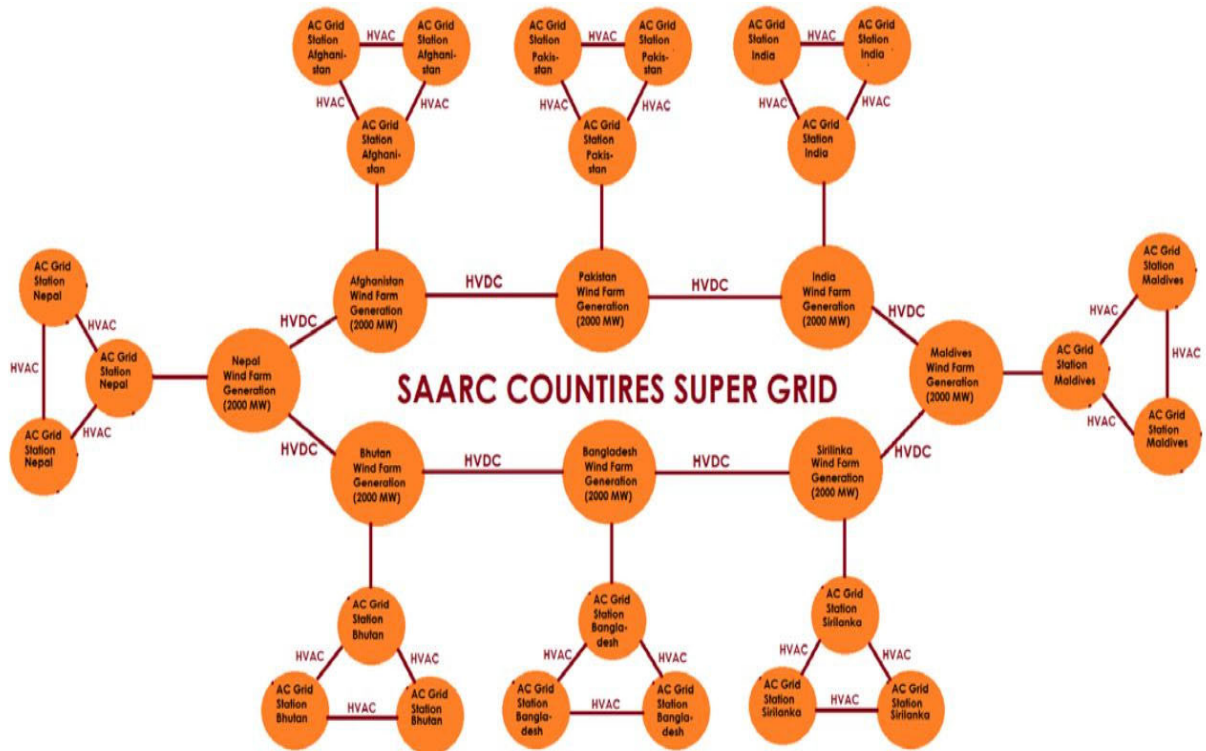 AC Grid
Station
Afghani-
stan
HVAC
AC Grid
Station
Afghani-
stan
HVAC
HVAC
AC Grid
Station
Afghani-
stan
AC Grid
Station
Pakis-
tan
HVAC
AC Grid
Station
Pakis-
tan
HVAC
HVAC
AC Grid
Station
Pakis-
stan
AC Grid
Station
India
HVAC
AC Grid
Station
India
HVAC
HVAC
AC Grid
Station
India
AC Grid
Station
Nepal
HVAC
HVAC
AC Grid
Station
Nepal
HVAC
AC Grid
Station
Nepal
Nepal
Wind Farm
Generation
(2000 MW)
HVDC
Afghanistan
Wind Farm
Generation
(2000 MW)
HVDC
Pakistan
Wind Farm
Generation
(2000 MW)
HVDC
India
Wind Farm
Generation
(2000 MW)
HVDC
Maldives
Wind Farm
Generation
(2000 MW)
AC Grid
Station
Maldives
HVAC
HVAC
AC Grid
Station
Maldives
HVAC
AC Grid
Station
Maldives
SAARC COUNTIRES SUPER GRID
HVDC
Bhutan
Wind Farm
Generation
(2000 MW)
HVDC
Bangladesh
Wind Farm
Generation
(2000 MW)
HVDC
Sirilinka
Wind Farm
Generation
(2000 MW)
HVDC
AC Grid
Station
Bhutan
HVAC
HVAC
AC Grid
Station
Bhutan
HVAC
AC Grid
Station
Bhutan
AC Grid
Station
Bangla-
desh
HVAC
HVAC
AC Grid
Station
Bangla-
desh
HVAC
AC Grid
Station
Bangla-
desh
AC Grid
Station
Sirilanka
HVAC
HVAC
AC Grid
Station
Sirilanka
HVAC
AC Grid
Station
Sirilanka